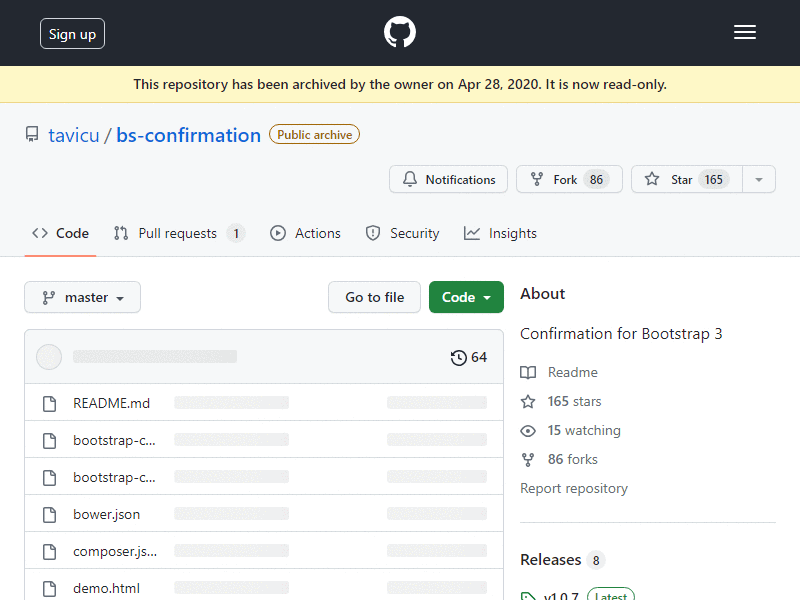 Sign up
This repository has been archived by the owner on Apr 28, 2020. It is now read-only.
tavicu / bs-confirmation Public archive
Notifications Fork 86 Star 165
Code Pull requests 1 Actions Security Insights
master Go to file Code
64
README.md
bootstrap-c...
bootstrap-c...
bower.json
composer.js...
demo.html
About
Confirmation for Bootstrap 3
Readme
165 stars
15 watching
86 forks
Report repository
Releases 8
v1.0.7 Latest